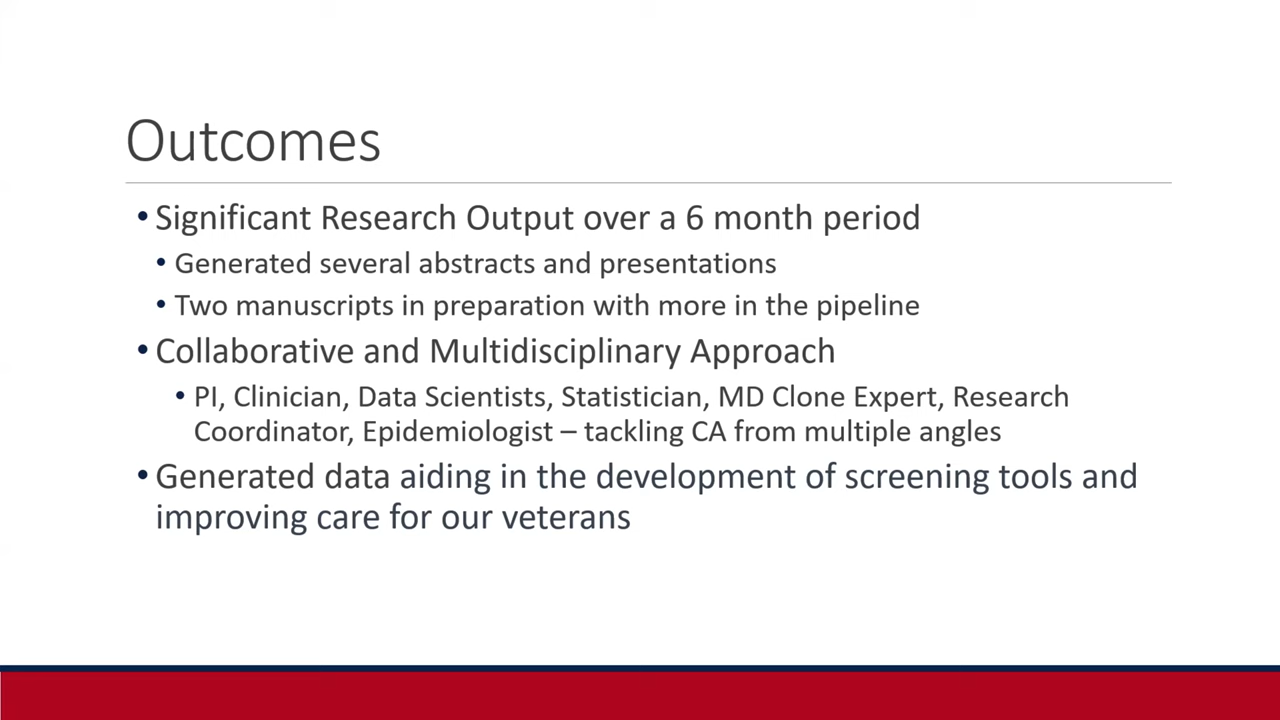 Outcomes
• Significant Research Output over a 6 month period
• Generated several abstracts and presentations
• Two manuscripts in preparation with more in the pipeline
• Collaborative and Multidisciplinary Approach
• PI, Clinician, Data Scientists, Statistician, MD Clone Expert, Research
Coordinator, Epidemiologist – tackling CA from multiple angles
• Generated data aiding in the development of screening tools and
improving care for our veterans